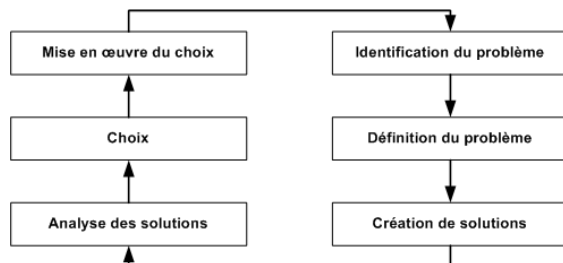 Mise en œuvre du choix
Identification du problème
Choix
Définition du problème
Analyse des solutions
Création de solutions